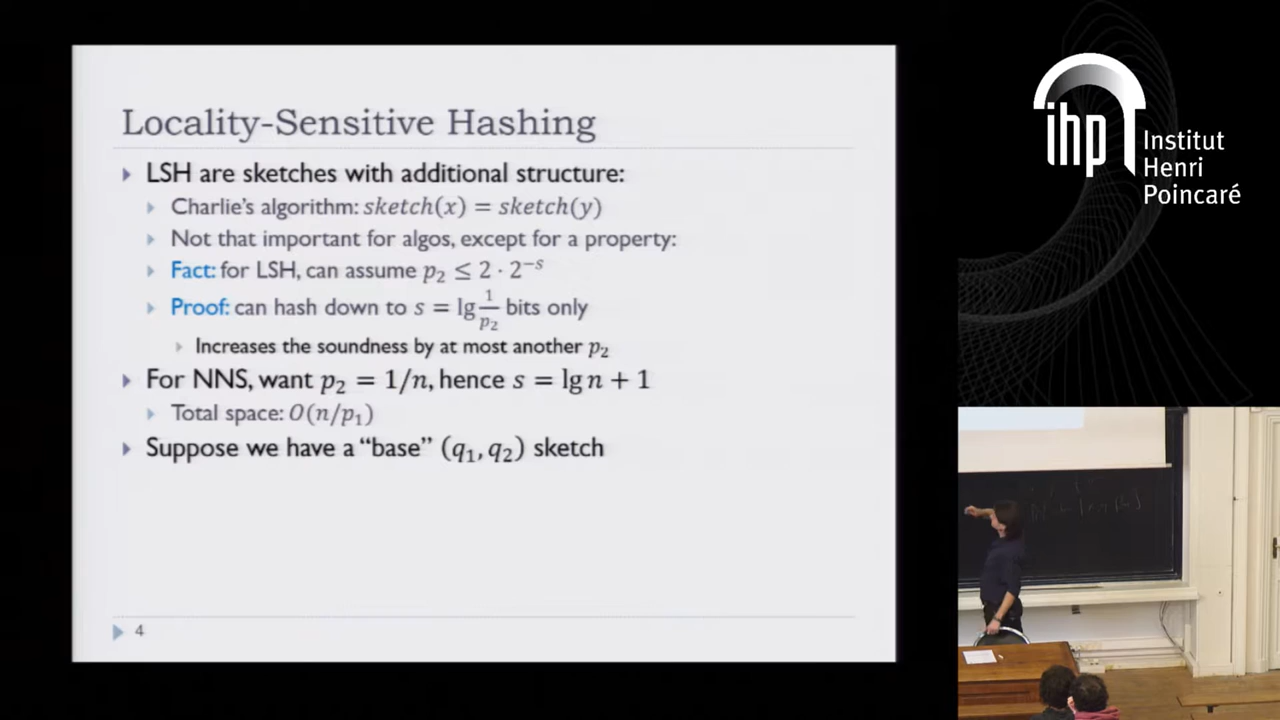 Locality-Sensitive Hashing
LSH are sketches with additional structure:
Charlie's algorithm: sketch(x) = sketch(y)
Not that important for algos, except for a property:
Fact: for LSH, can assume p₂ ≤ 2 · 2⁻ˢ
Proof: can hash down to s = lg 1/p₂ bits only
Increases the soundness by at most another p₂
For NNS, want p₂ = 1/n, hence s = lg n + 1
Total space: O(n/p₁)
Suppose we have a "base" (q₁, q₂) sketch
4
ihp
Institut
Henri
Poincaré